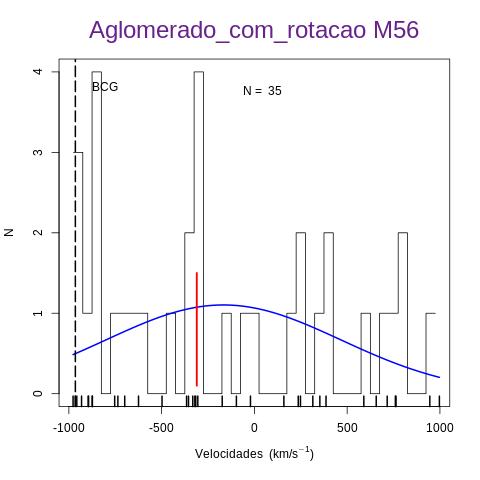 Aglomerado_com_rotacao M56
BCG
N = 35
N
4
3
2
1
0
-1000 -500 0 500 1000
Velocidades (km/s⁻¹)